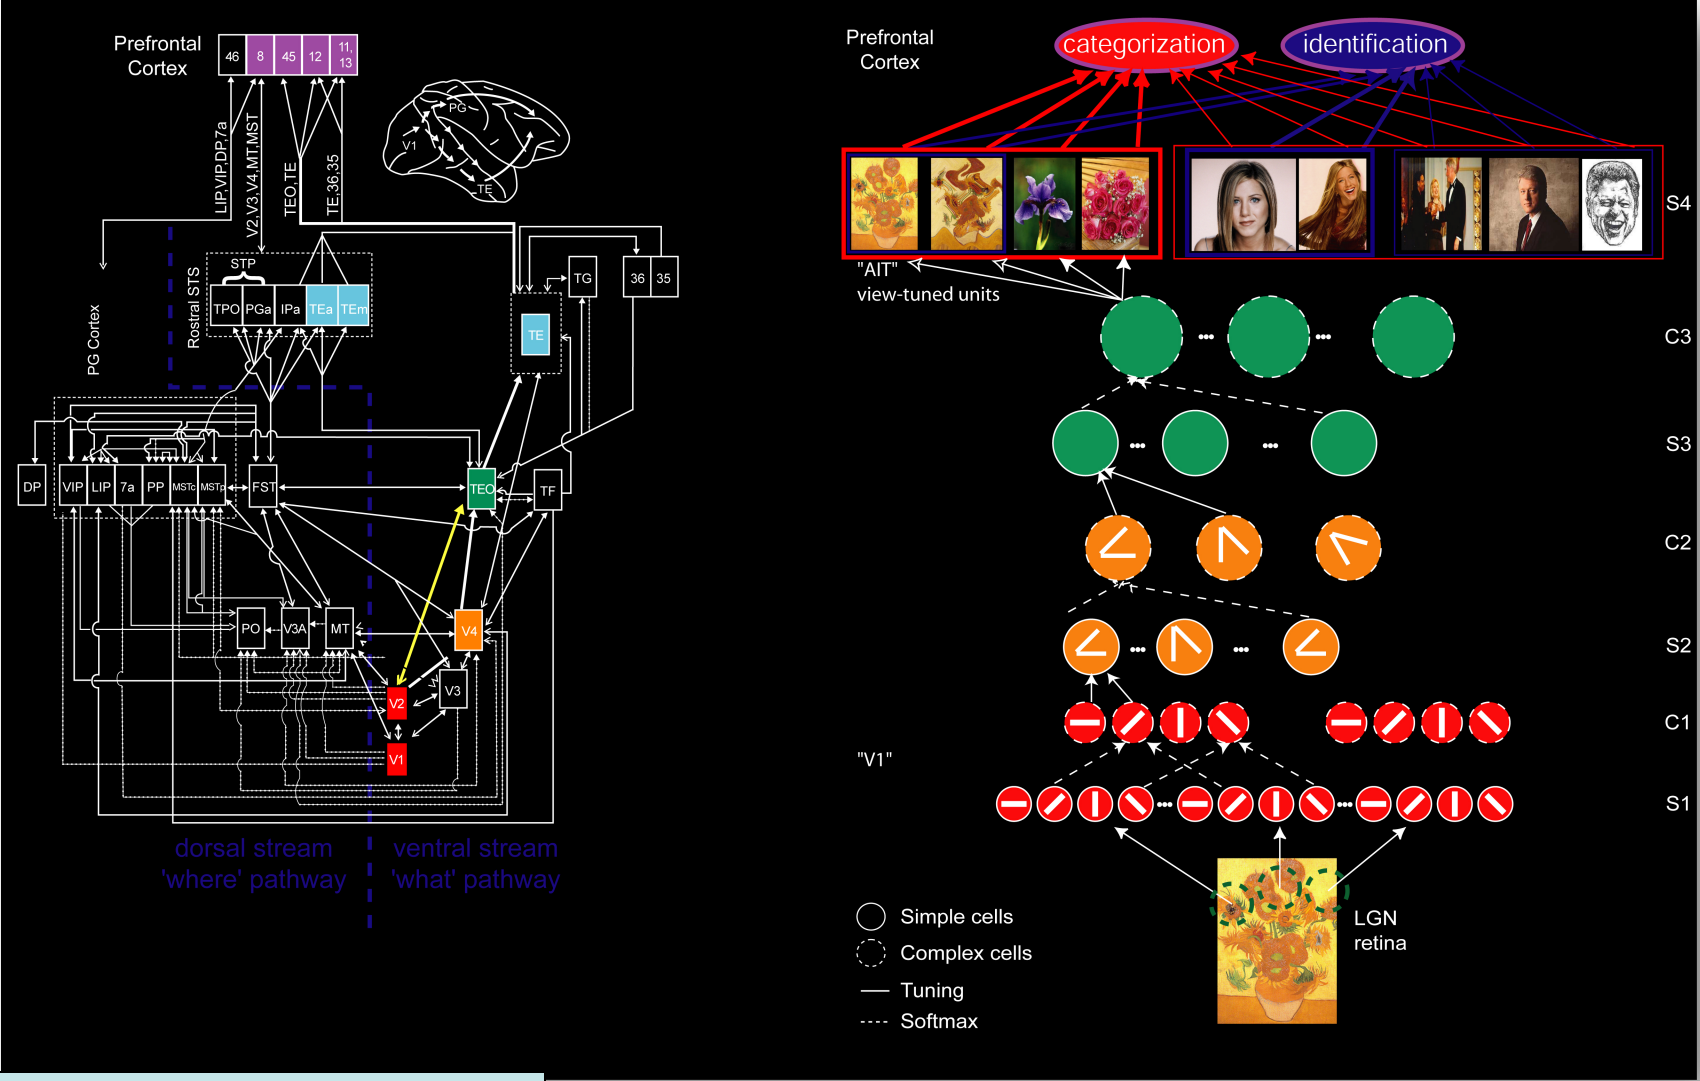 Prefrontal
Cortex
46
8
45
12
11,
13
LIP,VIP,DP,7a
V2,V3,V4,MT,MST
TEO,TE
TE,36,35
PG
V1
TE
PG Cortex
Rostral STS
STP
TPO
PGa
IPa
TEa
TEm
TG
36
35
TE
DP
VIP
LIP
7a
PP
MSTc
MSTp
FST
TEO
TF
PO
V3A
MT
V4
V3
V2
V1
dorsal stream
'where' pathway
ventral stream
'what' pathway
Prefrontal
Cortex
categorization
identification
S4
"AIT"
view-tuned units
C3
S3
C2
S2
C1
"V1"
S1
LGN
retina
Simple cells
Complex cells
Tuning
Softmax